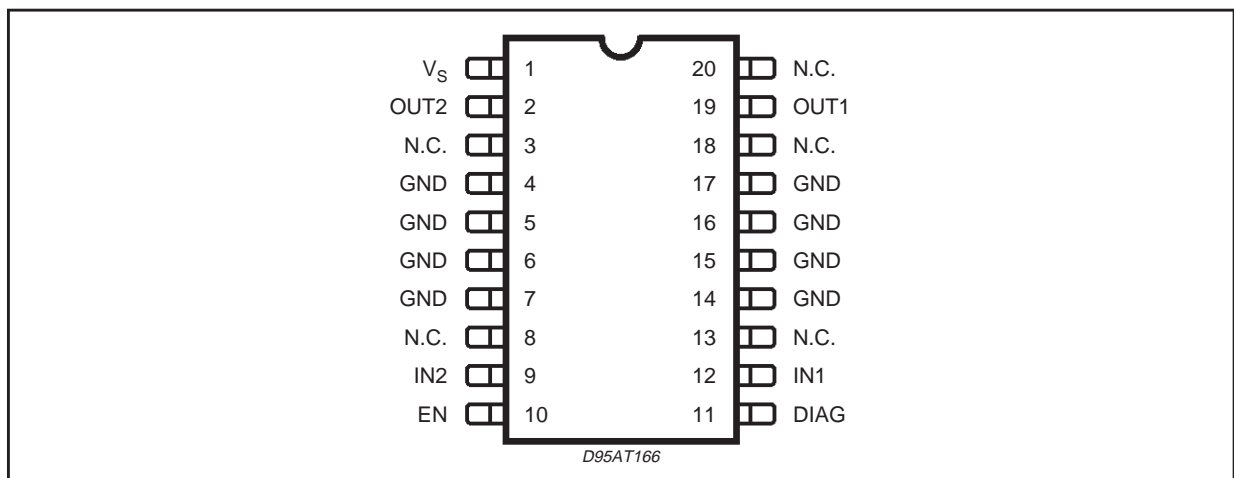 V_S 1 20 N.C.
OUT2 2 19 OUT1
N.C. 3 18 N.C.
GND 4 17 GND
GND 5 16 GND
GND 6 15 GND
GND 7 14 GND
N.C. 8 13 N.C.
IN2 9 12 IN1
EN 10 11 DIAG
D95AT166